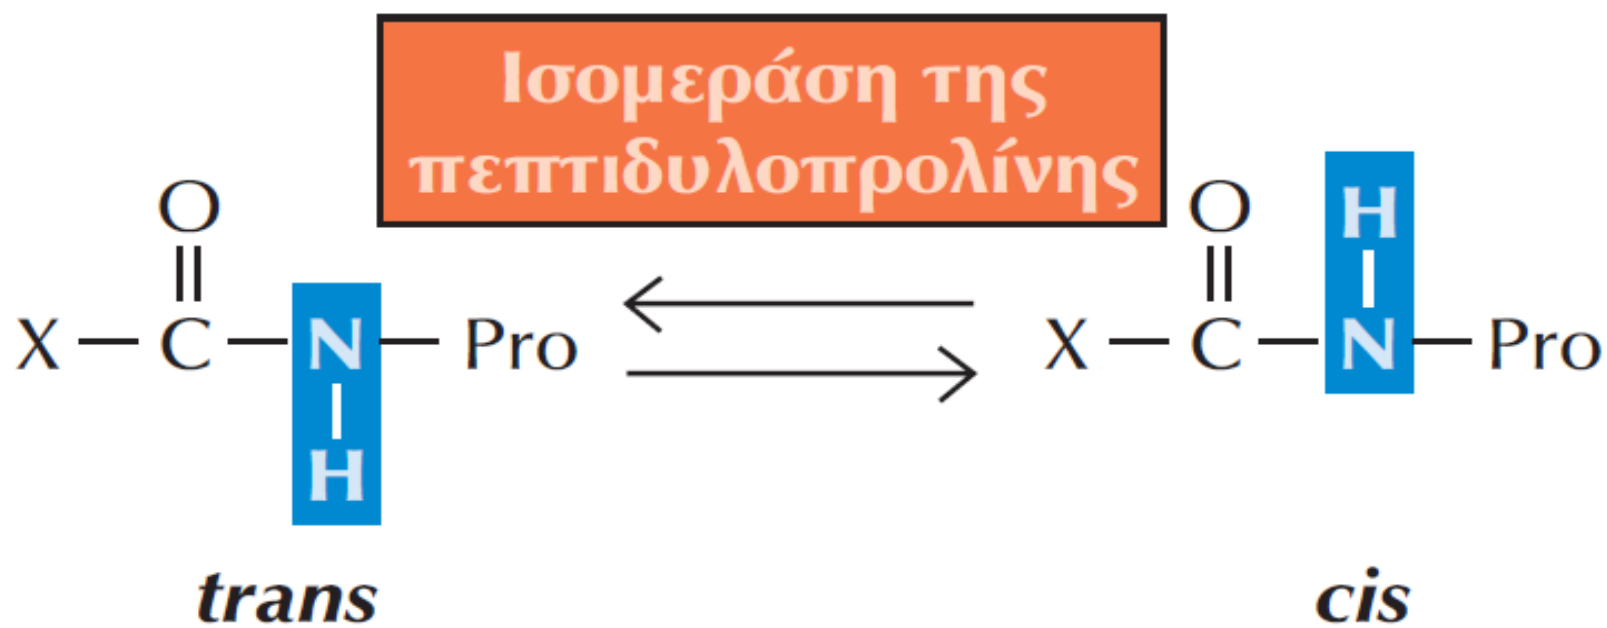 Ισομεράση της
πεπτιδυλοπρολίνης
O
X — C — N — Pro
H
trans
O H
X — C — N — Pro
cis